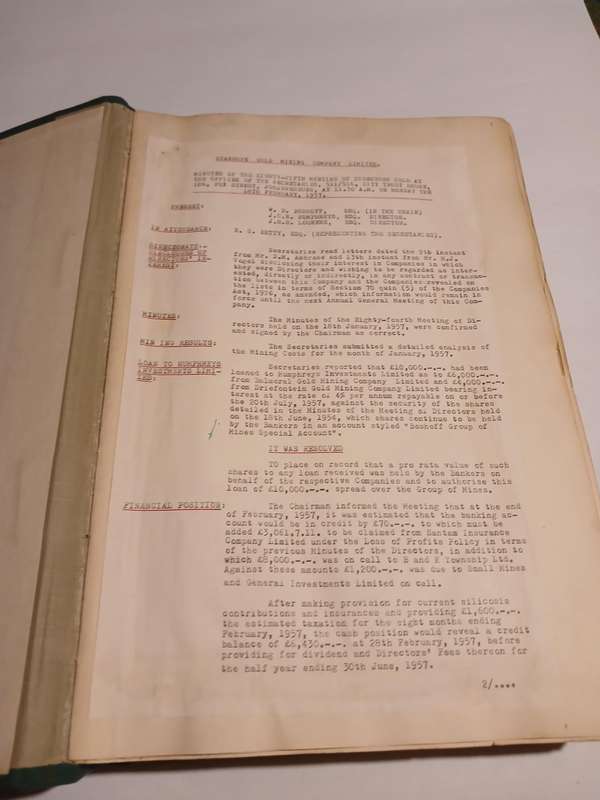 GOLD MINING COMPANY LIMITED.
MINUTES OF THE EIGHTY-FIFTH MEETING OF DIRECTORS HELD AT
THE OFFICES OF THE SECRETARIES, CITY TRUST HOUSE,
106, FOX STREET, JOHANNESBURG, AT 11.30 A.M. ON MONDAY THE
18TH FEBRUARY, 1957.
PRESENT:
W. D. BOSHOFF, ESQ. (IN THE CHAIR)
J.C.S. HUMPHREYS, ESQ. DIRECTOR.
ESQ. DIRECTOR.
IN ATTENDANCE: BETTY, ESQ. (REPRESENTING THE SECRETARIES).
DIRECTORATE:-
"DISCLOSURE OF
DIRECTORS' IN-
TEREST:
Secretaries read letters dated the 9th instant
from Mr. D.M. Andrews and 13th instant from Mr. H.J.
Vogel disclosing their interest in Companies in which
they were Directors and wishing to be regarded as inter-
ested, directly or indirectly, in any contract or transac-
tion between this Company and the Companies revealed on
the lists in terms of Section 70 quin (5) of the Companies
Act, 1926, as amended, which information would remain in
force until the next Annual General Meeting of this Com-
pany.
MINUTES:
The Minutes of the Eighty-fourth Meeting of Di-
rectors held on the 18th January, 1957, were confirmed
and signed by the Chairman as correct.
MINING RESULTS:
The Secretaries submitted a detailed analysis of
the Mining Costs for the month of January, 1957.
LOAN TO HUMPHREYS
INVESTMENTS LIMI-
TED:
Secretaries reported that £10,000.-.-. had been
loaned to Humphreys Investments Limited as to £6,000.-.-.
from Balmoral Gold Mining Company Limited and £4,000.-.-.
from Driefontein Gold Mining Company Limited bearing in-
terest at the rate of 4% per annum repayable on or before
the 20th July, 1957, against the security of the shares
detailed in the Minutes of the Meeting of Directors held
on the 18th June, 1954, which shares continue to be held
by the Bankers in an account styled "Boshoff Group of
Mines Special Account".
IT WAS RESOLVED
TO place on record that a pro rata value of such
shares to any loan received was held by the Bankers on
behalf of the respective Companies and to authorise this
loan of £10,000.-.-. spread over the Group of Mines.
FINANCIAL POSITION:
The Chairman informed the Meeting that at the end
of February, 1957, it was estimated that the banking ac-
count would be in credit by £70.-.-. to which must be
added £3,061.7.11. to be claimed from Santam Insurance
Company Limited under the Loss of Profits Policy in terms
of the previous Minutes of the Directors, in addition to
which £8,000.-.-. was on call to B and E Township Ltd.
Against these amounts £1,200.-.-. was due to Small Mines
and General Investments Limited on call.
After making provision for current silicosis
contributions and insurances and providing £1,600.-.-.
the estimated taxation for the eight months ending
February, 1957, the cash position would reveal a credit
balance of £6,430.-.-. at 28th February, 1957, before
providing for dividend and Directors' Fees thereon for
the half year ending 30th June, 1957.
2/....